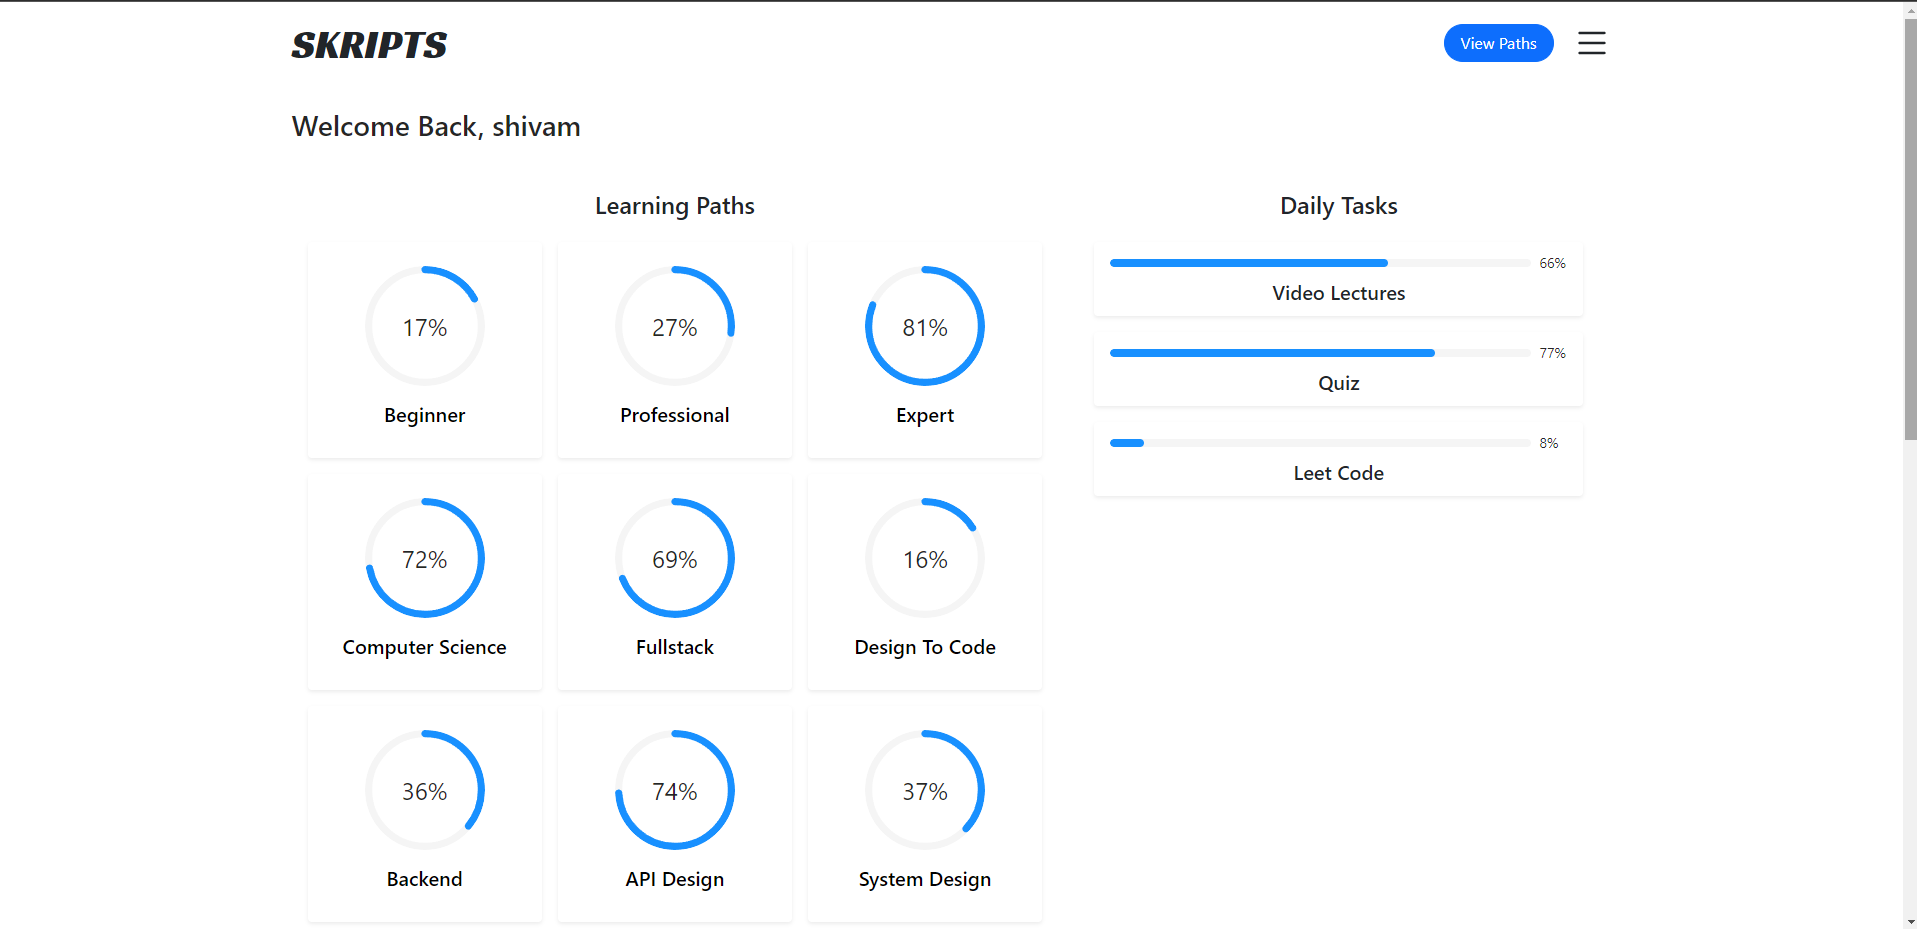 SKRIPTS
View Paths
Welcome Back, shivam
Learning Paths
17%
Beginner
27%
Professional
81%
Expert
72%
Computer Science
69%
Fullstack
16%
Design To Code
36%
Backend
74%
API Design
37%
System Design
Daily Tasks
66%
Video Lectures
77%
Quiz
8%
Leet Code